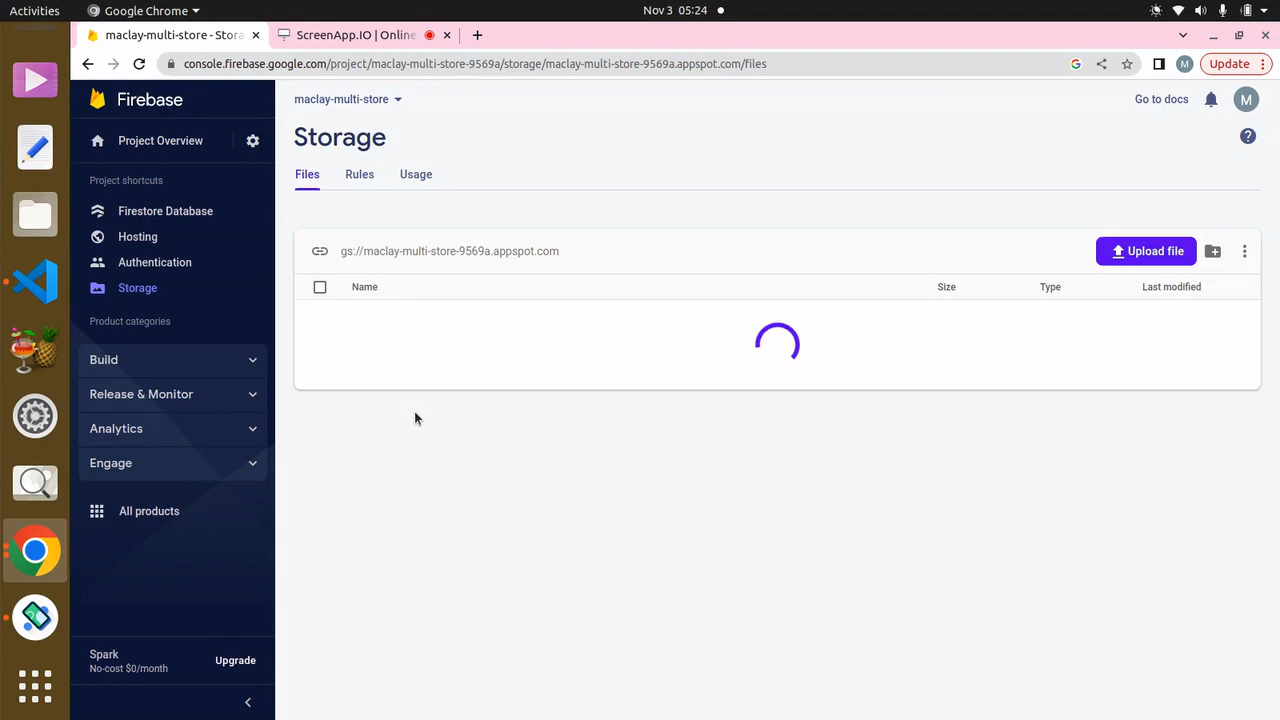 Activities
Google Chrome
Nov 3 05:24
maclay-multi-store - Stora
ScreenApp.IO | Online
console.firebase.google.com/project/maclay-multi-store-9569a/storage/maclay-multi-store-9569a.appspot.com/files
M
Update
Firebase
maclay-multi-store
Go to docs
M
Project Overview
Storage
Files
Rules
Usage
Project shortcuts
Firestore Database
Hosting
Authentication
Storage
gs://maclay-multi-store-9569a.appspot.com
Upload file
Name
Size
Type
Last modified
Product categories
Build
Release & Monitor
Analytics
Engage
All products
Spark
No-cost $0/month
Upgrade